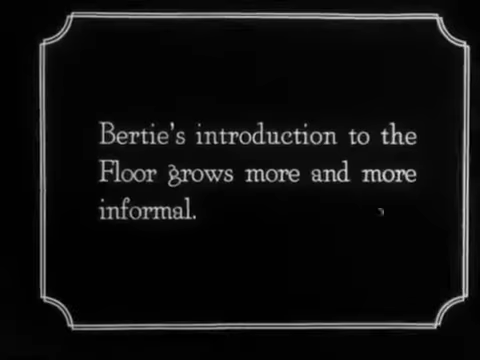 Bertie's introduction to the
Floor grows more and more
informal.